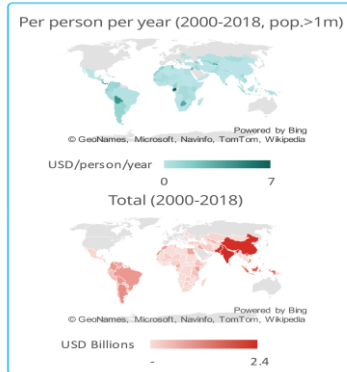 Per person per year (2000-2018, pop.>1m)
Powered by Bing
© GeoNames, Microsoft, Navinfo, TomTom, Wikipedia
USD/person/year
0 7
Total (2000-2018)
Powered by Bing
© GeoNames, Microsoft, Navinfo, TomTom, Wikipedia
USD Billions
- 2.4